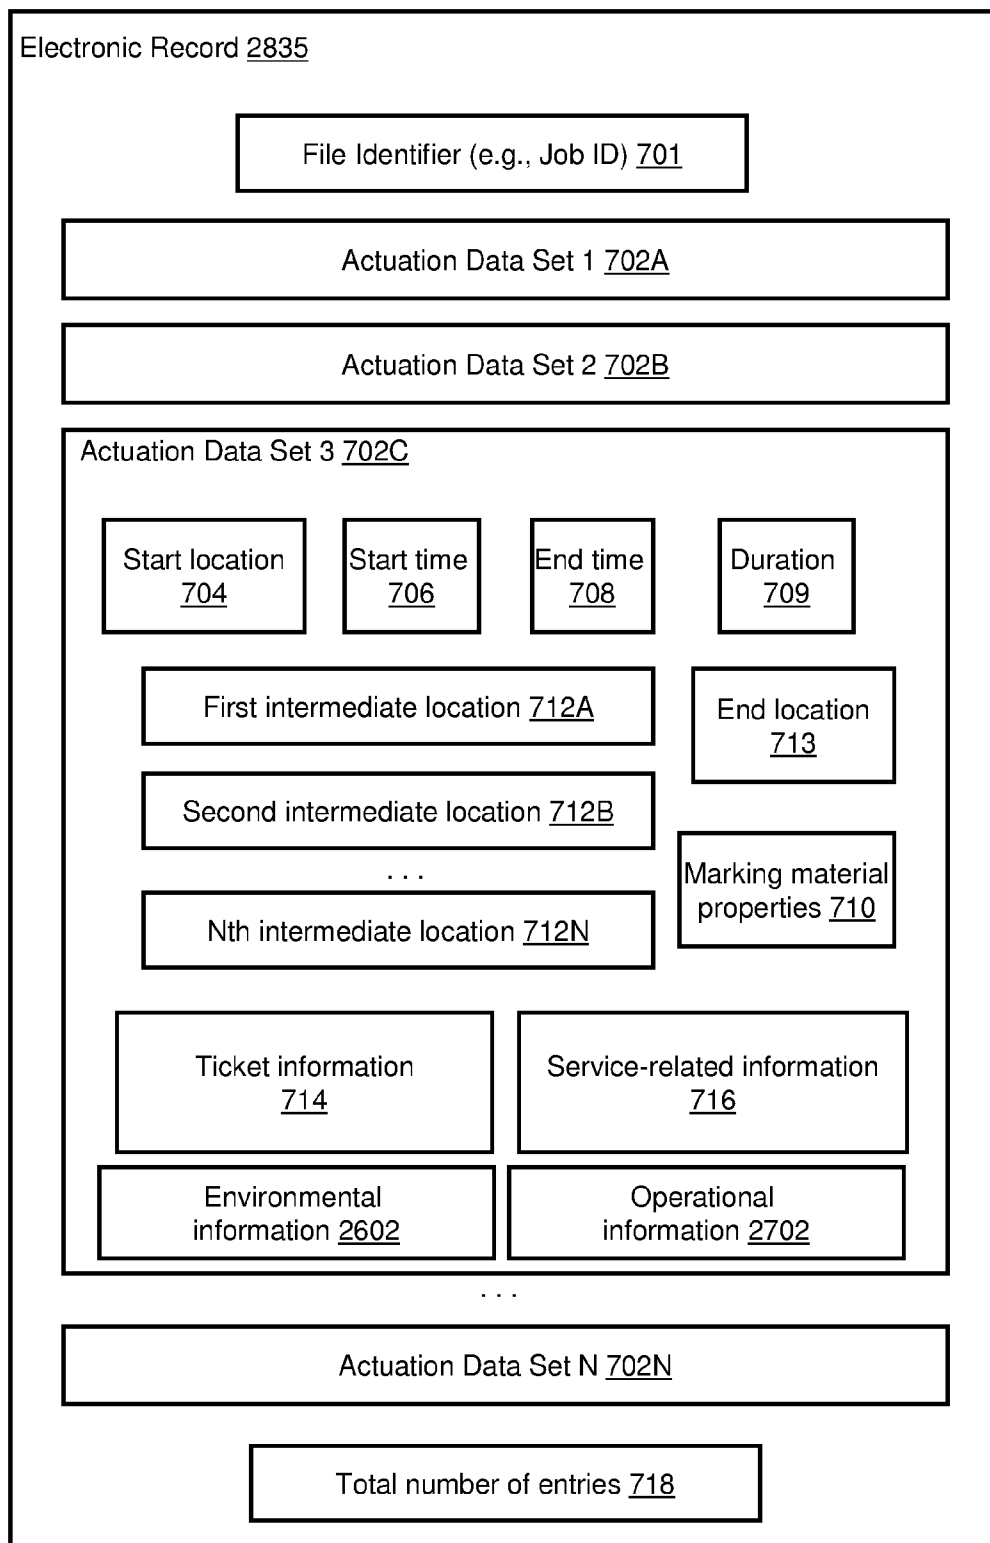 Electronic Record 2835
File Identifier (e.g., Job ID) 701
Actuation Data Set 1 702A
Actuation Data Set 2 702B
Actuation Data Set 3 702C
Start location
704
Start time
706
End time
708
Duration
709
First intermediate location 712A
End location
713
Second intermediate location 712B
. . .
Marking material
properties 710
Nth intermediate location 712N
Ticket information
714
Service-related information
716
Environmental
information 2602
Operational
information 2702
. . .
Actuation Data Set N 702N
Total number of entries 718